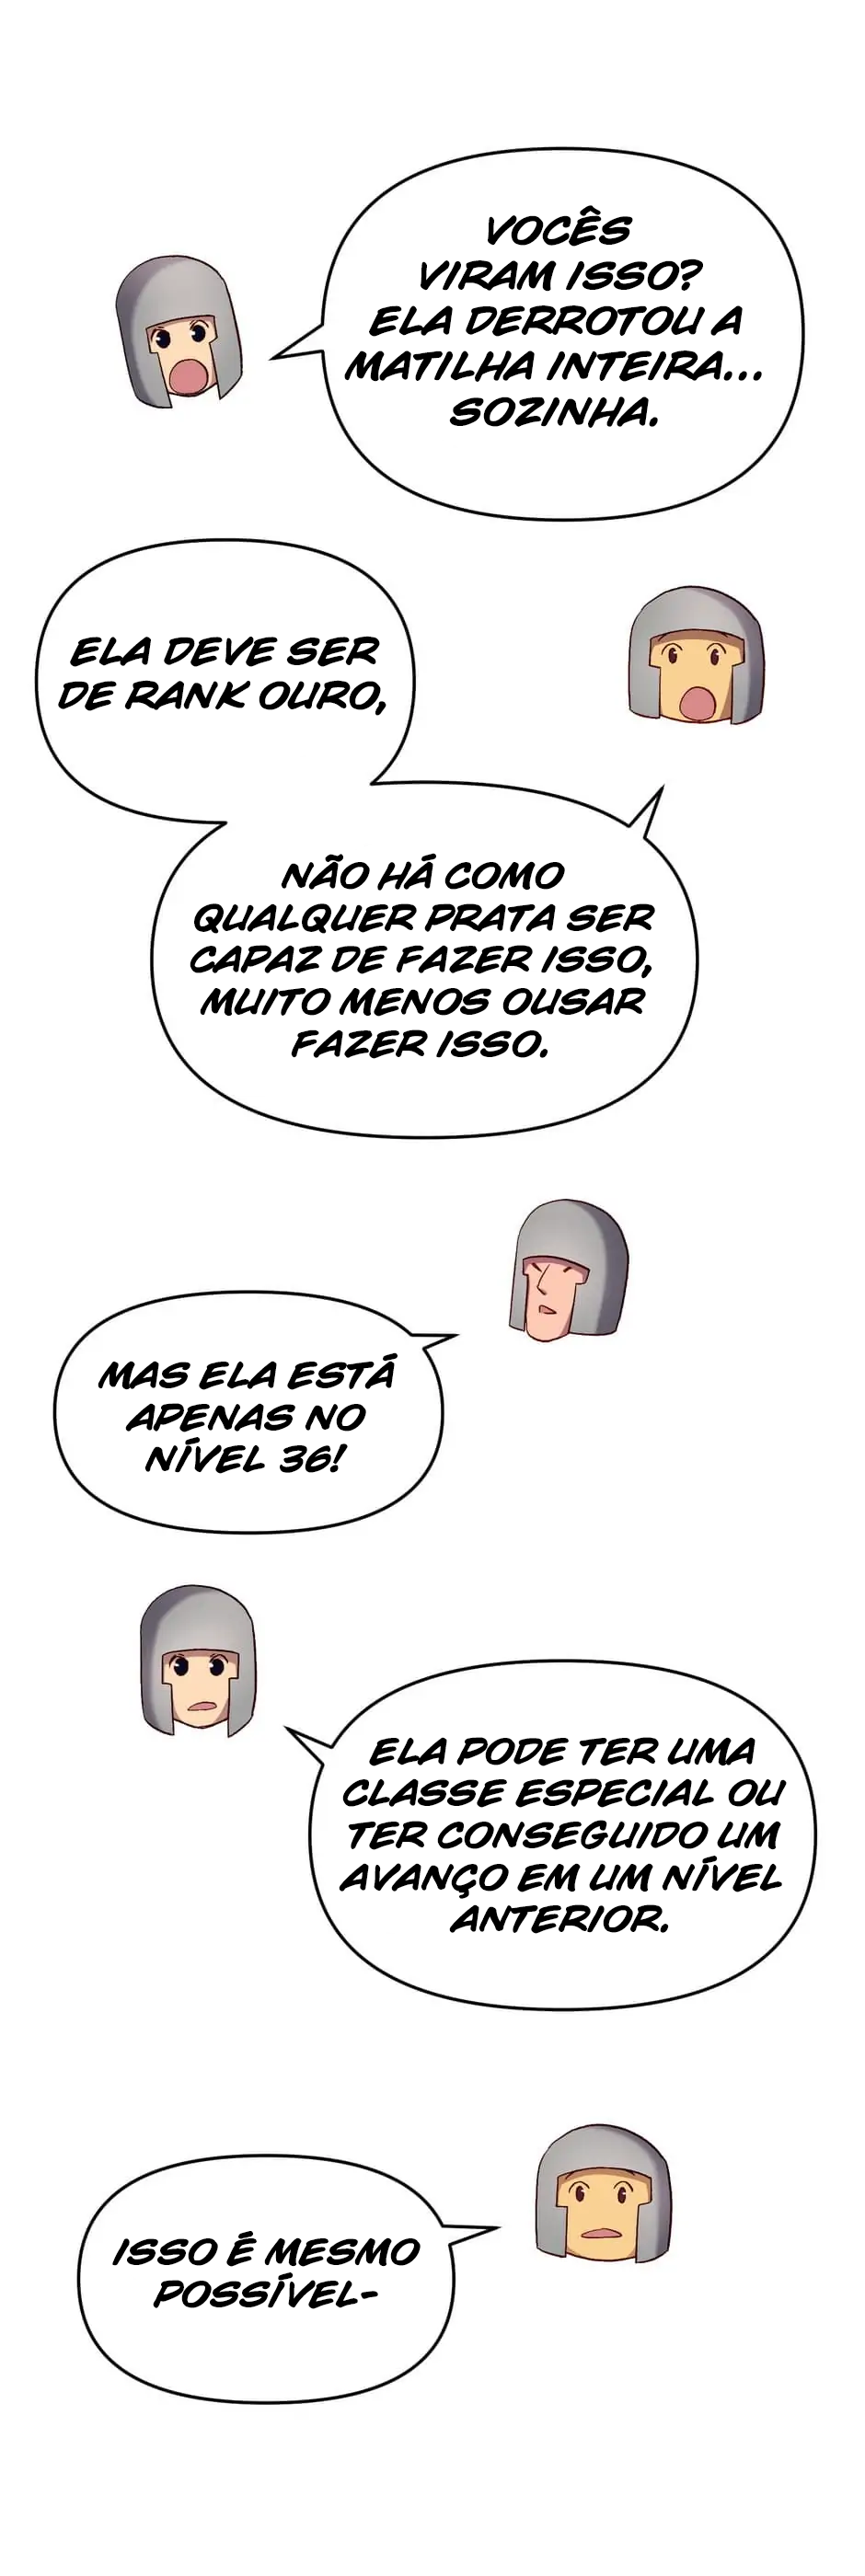 VOCÊS
VIRAM ISSO?
ELA DERROTOU A
MATILHA INTEIRA...
SOZINHA.
ELA DEVE SER
DE RANK OURO,
NÃO HÁ COMO
QUALQUER PRATA SER
CAPAZ DE FAZER ISSO,
MUITO MENOS OUSAR
FAZER ISSO.
MAS ELA ESTÁ
APENAS NO
NÍVEL 36!
ELA PODE TER UMA
CLASSE ESPECIAL OU
TER CONSEGUIDO UM
AVANÇO EM UM NÍVEL
ANTERIOR.
ISSO É MESMO
POSSÍVEL-